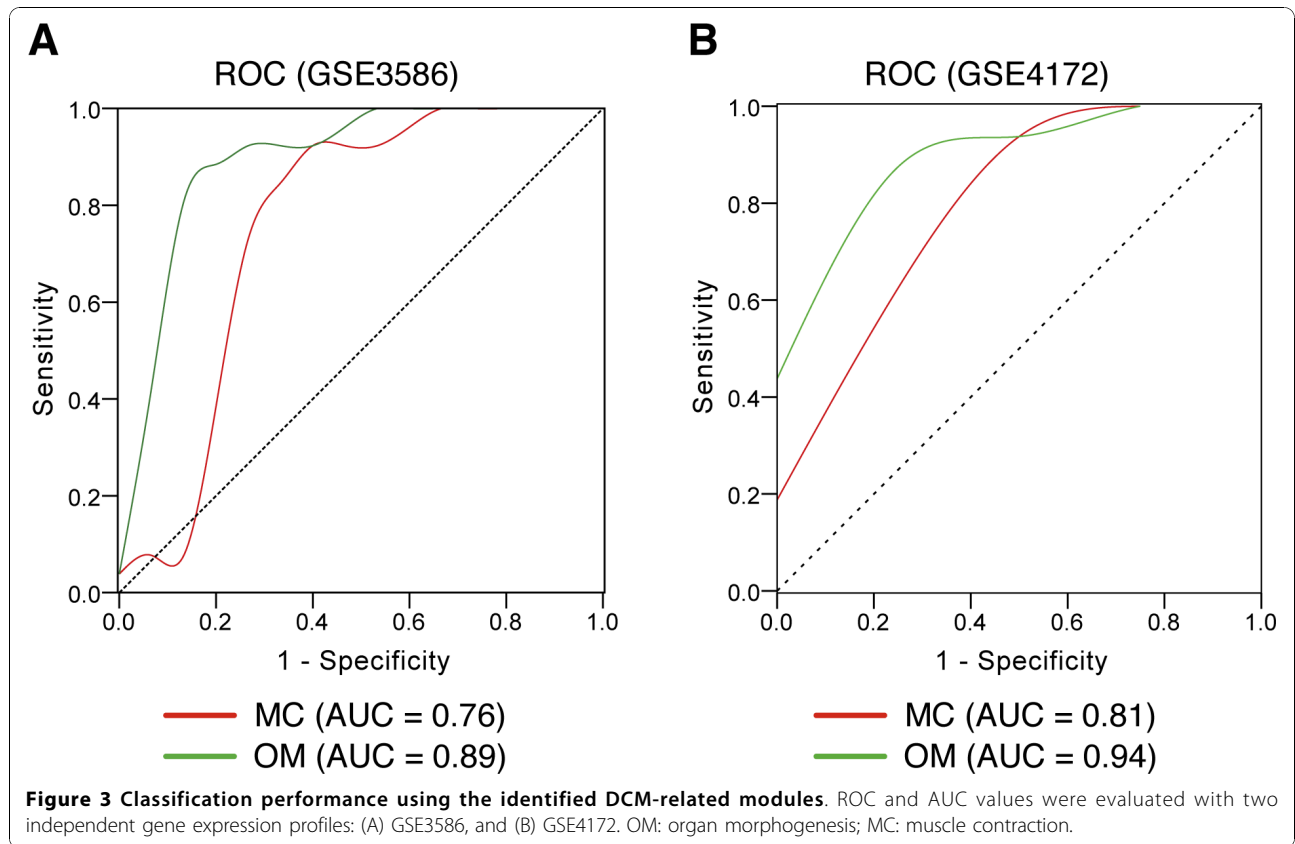 A
ROC (GSE3586)
1.0
0.8
0.6
0.4
0.2
0.0
Sensitivity
0.0 0.2 0.4 0.6 0.8 1.0
1 - Specificity
MC (AUC = 0.76)
OM (AUC = 0.89)
B
ROC (GSE4172)
1.0
0.8
0.6
0.4
0.2
0.0
Sensitivity
0.0 0.2 0.4 0.6 0.8 1.0
1 - Specificity
MC (AUC = 0.81)
OM (AUC = 0.94)
Figure 3 Classification performance using the identified DCM-related modules. ROC and AUC values were evaluated with two
independent gene expression profiles: (A) GSE3586, and (B) GSE4172. OM: organ morphogenesis; MC: muscle contraction.